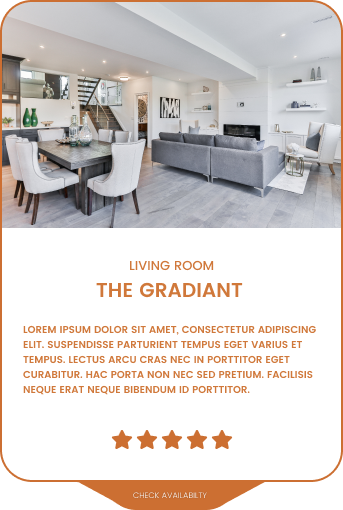 LIVING ROOM
THE GRADIANT
LOREM IPSUM DOLOR SIT AMET, CONSECTETUR ADIPISCING
ELIT. SUSPENDISSE PARTURIENT TEMPUS EGET VARIUS ET
TEMPUS. LECTUS ARCU CRAS NEC IN PORTTITOR EGET
CURABITUR. HAC PORTA NON NEC SED PRETIUM. FACILISIS
NEQUE ERAT NEQUE BIBENDUM ID PORTTITOR.
CHECK AVAILABILTY